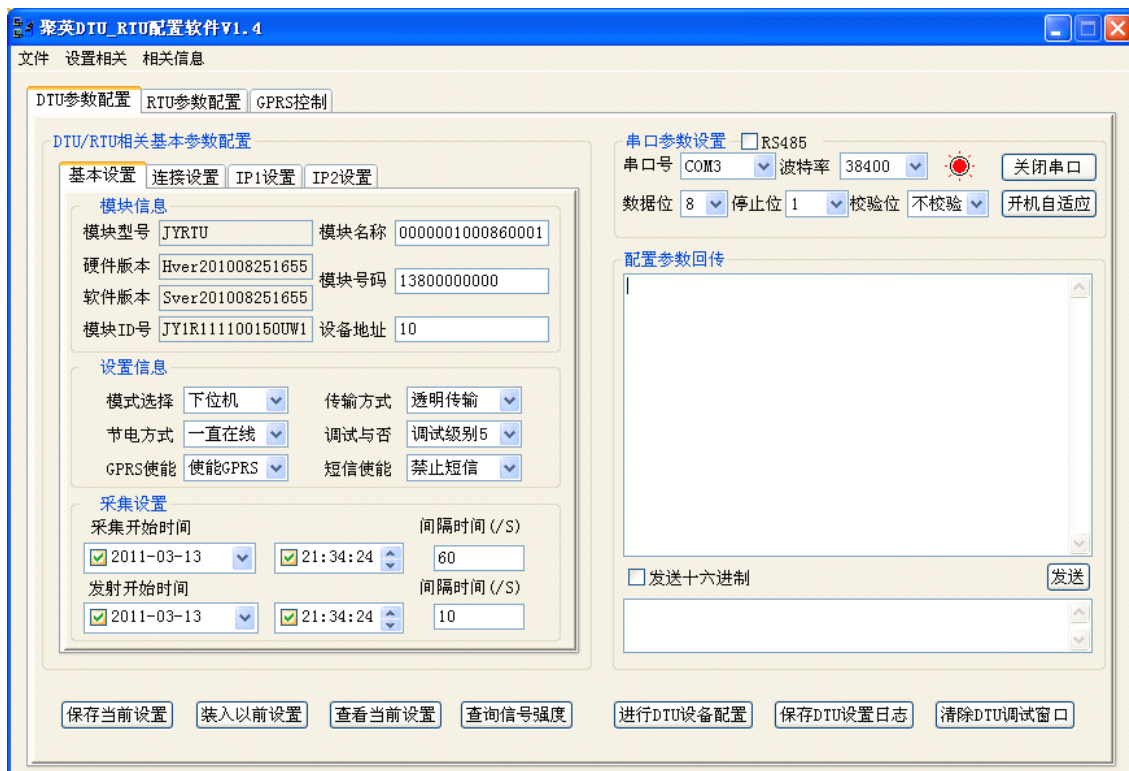 聚英DTU_RTU配置软件V1.4
文件 设置相关 相关信息
DTU参数配置 RTU参数配置 GPRS控制
DTU/RTU相关基本参数配置
基本设置 连接设置 IP1设置 IP2设置
模块信息
模块型号 JYRTU 模块名称 0000001000860001
硬件版本 Hver201008251655
模块号码 13800000000
软件版本 Sver201008251655
模块ID号 JY1R111100150UW1 设备地址 10
设置信息
模式选择 下位机 传输方式 透明传输
节电方式 一直在线 调试与否 调试级别5
GPRS使能 使能GPRS 短信使能 禁止短信
采集设置
采集开始时间 间隔时间(/S)
2011-03-13 21:34:24 60
发射开始时间 间隔时间(/S)
2011-03-13 21:34:24 10
串口参数设置 RS485
串口号 COM3 波特率 38400 关闭串口
数据位 8 停止位 1 校验位 不校验 开机自适应
配置参数回传
发送十六进制 发送
保存当前设置 装入以前设置 查看当前设置 查询信号强度 进行DTU设备配置 保存DTU设置日志 清除DTU调试窗口